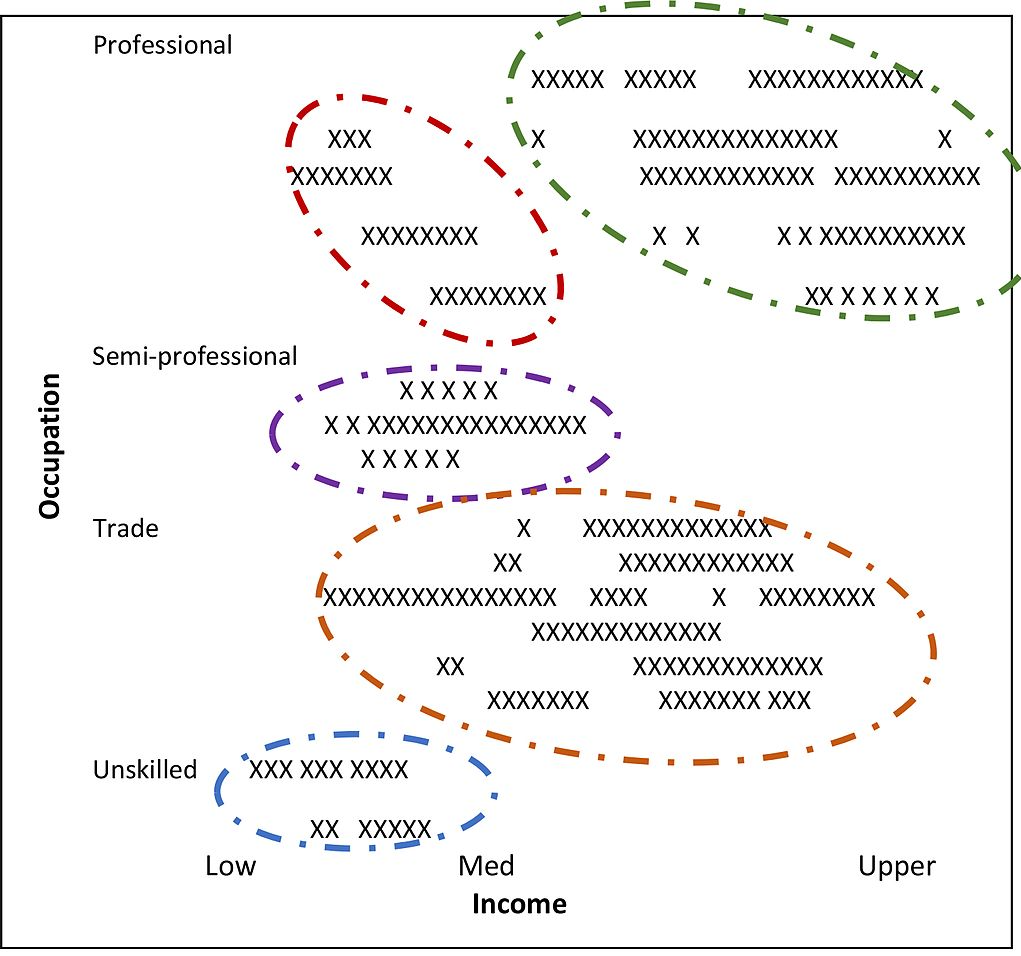 Professional
XXXXX XXXXX XXXXXXXXXXXX
XXX X XXXXXXXXXXXXXX X
XXXXXXX XXXXXXXXXXXX XXXXXXXXXX
XXXXXXXX X X X X XXXXXXXXXX
XXXXXXXX XX X X X X X
Semi-professional
X X X X X
X X XXXXXXXXXXXXXXX
X X X X X
Occupation
Trade X XXXXXXXXXXXXX
XX XXXXXXXXXXXX
XXXXXXXXXXXXXXXX XXXX X XXXXXXXX
XXXXXXXXXXXXX
XX XXXXXXXXXXXXX
XXXXXXX XXXXXXX XXX
Unskilled XXX XXX XXXX
XX XXXXX
Low Med Upper
Income